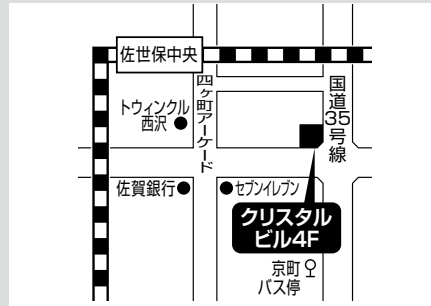 佐世保中央
四ヶ町アーケード
国道35号線
トウィンクル
西沢
佐賀銀行
セブンイレブン
クリスタル
ビル4F
京町
バス停